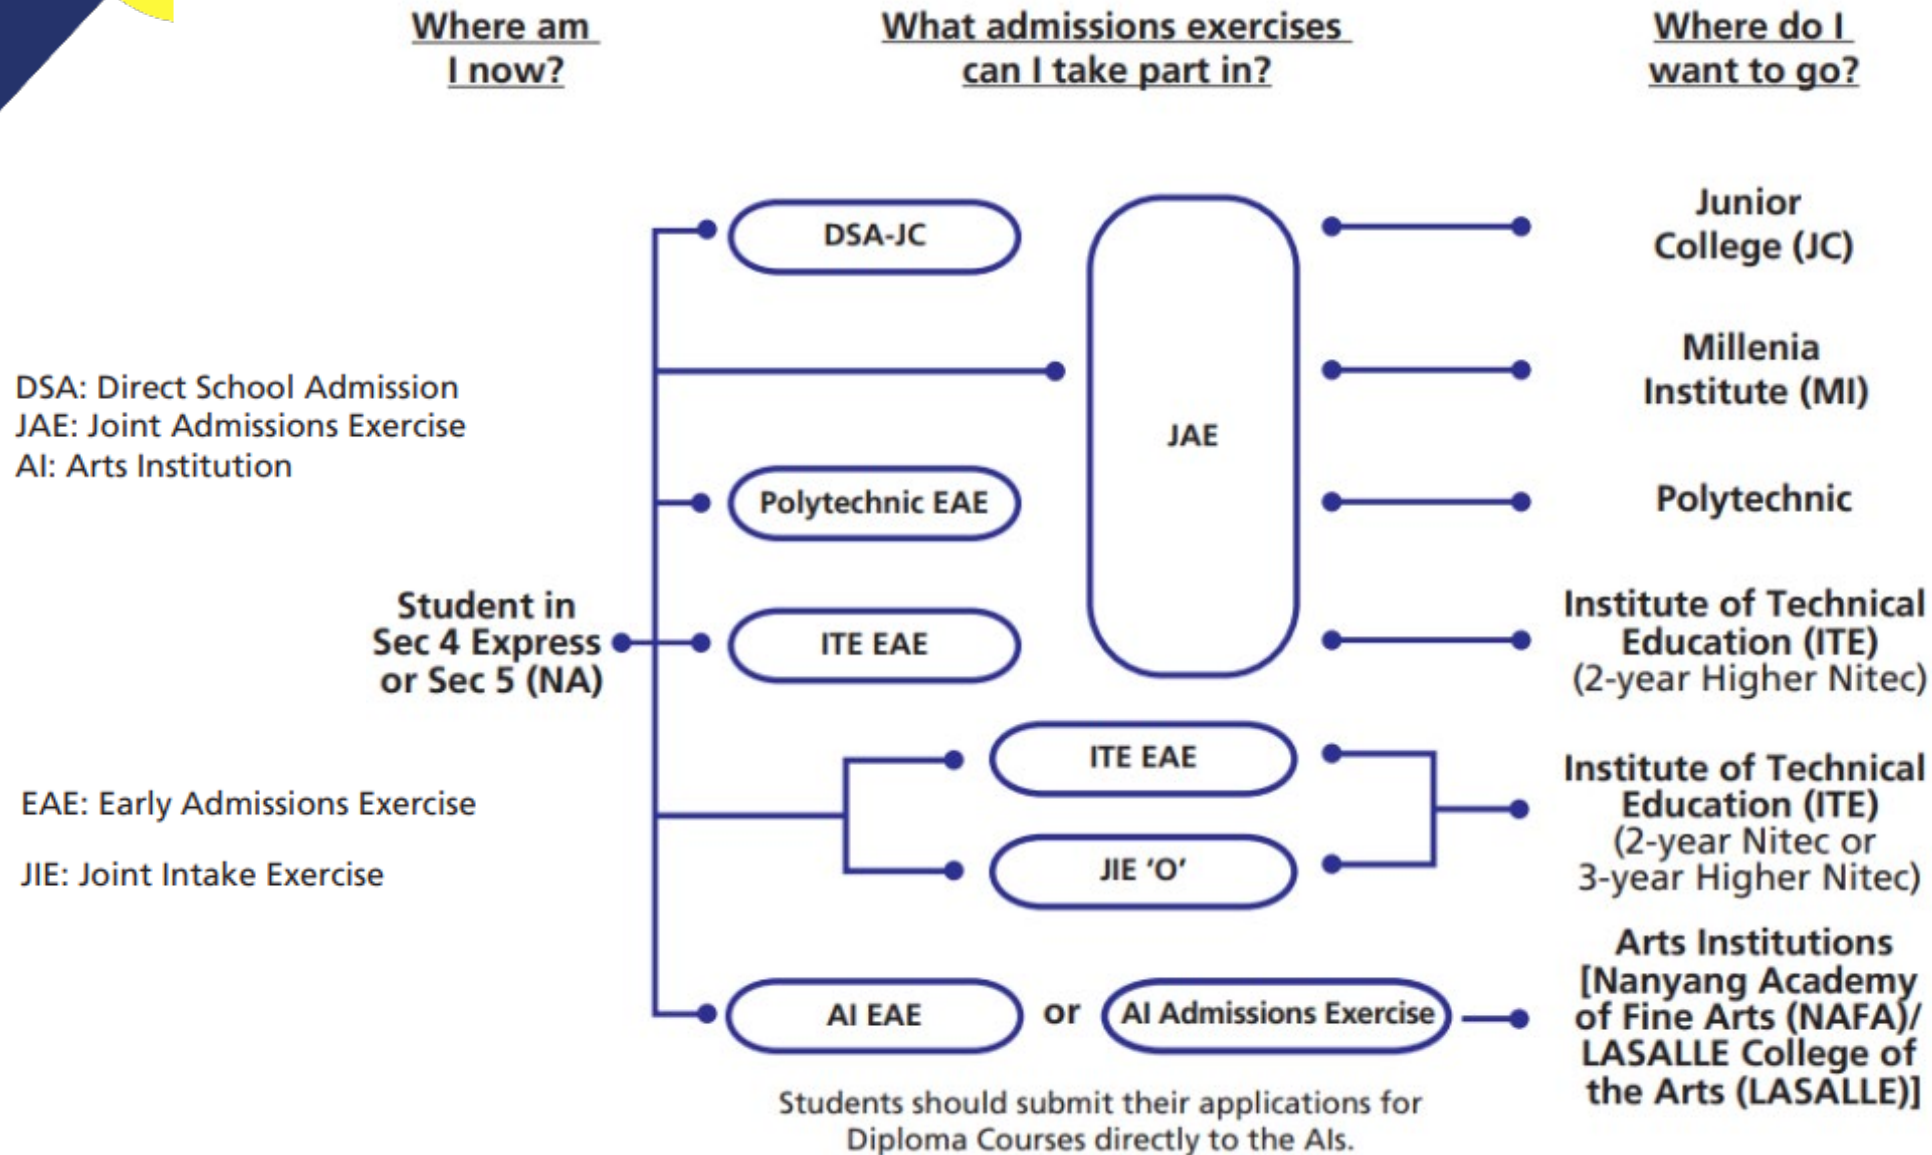 Where am
I now?
What admissions exercises
can I take part in?
Where do I
want to go?
DSA: Direct School Admission
JAE: Joint Admissions Exercise
AI: Arts Institution
EAE: Early Admissions Exercise
JIE: Joint Intake Exercise
Student in
Sec 4 Express
or Sec 5 (NA)
DSA-JC
Polytechnic EAE
ITE EAE
JAE
ITE EAE
JIE ‘O’
AI EAE
or
AI Admissions Exercise
Students should submit their applications for
Diploma Courses directly to the AIs.
Junior
College (JC)
Millenia
Institute (MI)
Polytechnic
Institute of Technical
Education (ITE)
(2-year Higher Nitec)
Institute of Technical
Education (ITE)
(2-year Nitec or
3-year Higher Nitec)
Arts Institutions
[Nanyang Academy
of Fine Arts (NAFA)/
LASALLE College of
the Arts (LASALLE)]